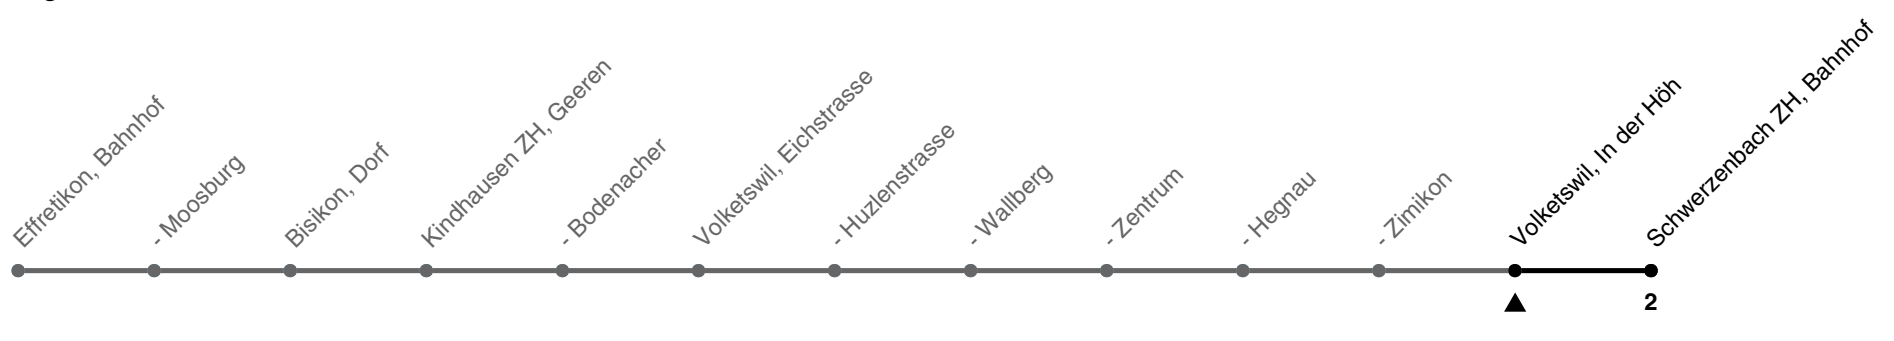 Effretikon, Bahnhof
- Moosburg
Bisikon, Dorf
Kindhausen ZH, Geeren
- Bodenacher
Volketswil, Eichstrasse
- Huzlenstrasse
- Wallberg
- Zentrum
- Hegnau
- Zimikon
Volketswil, In der Höh
Schwerzenbach ZH, Bahnhof
2